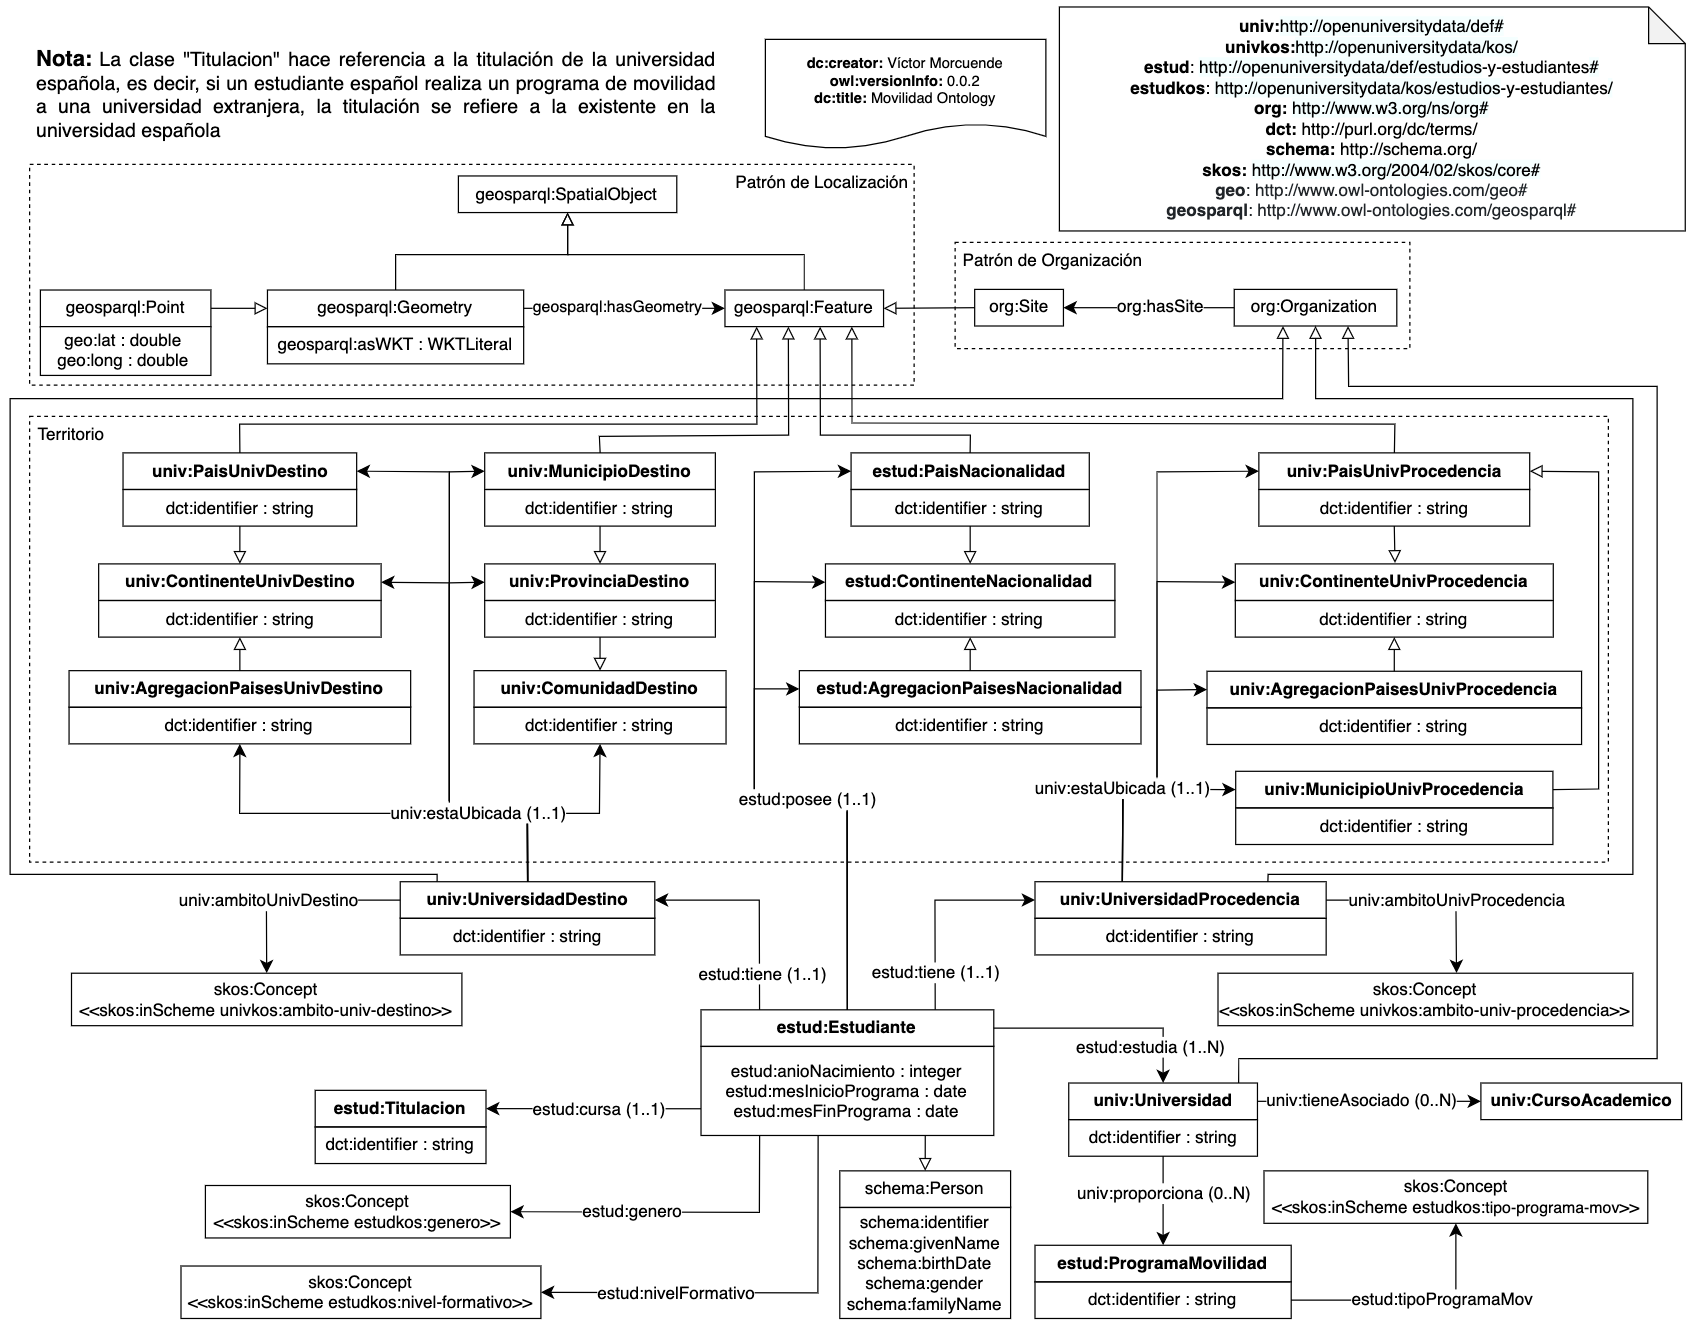 Nota: La clase "Titulacion" hace referencia a la titulación de la universidad
española, es decir, si un estudiante español realiza un programa de movilidad
a una universidad extranjera, la titulación se refiere a la existente en la
universidad española
dc:creator: Víctor Morcuende
owl:versionInfo: 0.0.2
dc:title: Movilidad Ontology
univ:http://openuniversitydata/def#
univkos:http://openuniversitydata/kos/
estud: http://openuniversitydata/def/estudios-y-estudiantes#
estudkos: http://openuniversitydata/kos/estudios-y-estudiantes/
org: http://www.w3.org/ns/org#
dct: http://purl.org/dc/terms/
schema: http://schema.org/
skos: http://www.w3.org/2004/02/skos/core#
geo: http://www.owl-ontologies.com/geo#
geosparql: http://www.owl-ontologies.com/geosparql#
Patrón de Localización
geosparql:SpatialObject
geosparql:Point
geo:lat : double
geo:long : double
geosparql:Geometry
geosparql:asWKT : WKTLiteral
geosparql:hasGeometry
geosparql:Feature
Patrón de Organización
org:Site
org:hasSite
org:Organization
Territorio
univ:PaisUnivDestino
dct:identifier : string
univ:MunicipioDestino
dct:identifier : string
estud:PaisNacionalidad
dct:identifier : string
univ:PaisUnivProcedencia
dct:identifier : string
univ:ContinenteUnivDestino
dct:identifier : string
univ:ProvinciaDestino
dct:identifier : string
estud:ContinenteNacionalidad
dct:identifier : string
univ:ContinenteUnivProcedencia
dct:identifier : string
univ:AgregacionPaisesUnivDestino
dct:identifier : string
univ:ComunidadDestino
dct:identifier : string
estud:AgregacionPaisesNacionalidad
dct:identifier : string
univ:AgregacionPaisesUnivProcedencia
dct:identifier : string
univ:estaUbicada (1..1)
estud:posee (1..1)
univ:estaUbicada (1..1)
univ:MunicipioUnivProcedencia
dct:identifier : string
univ:ambitoUnivDestino
univ:UniversidadDestino
dct:identifier : string
univ:UniversidadProcedencia
dct:identifier : string
univ:ambitoUnivProcedencia
skos:Concept
<<skos:inScheme univkos:ambito-univ-destino>>
estud:tiene (1..1)
estud:tiene (1..1)
skos:Concept
<<skos:inScheme univkos:ambito-univ-procedencia>>
estud:Estudiante
estud:anioNacimiento : integer
estud:mesInicioPrograma : date
estud:mesFinPrograma : date
estud:estudia (1..N)
estud:Titulacion
dct:identifier : string
estud:cursa (1..1)
univ:Universidad
dct:identifier : string
univ:tieneAsociado (0..N)
univ:CursoAcademico
skos:Concept
<<skos:inScheme estudkos:genero>>
estud:genero
schema:Person
schema:identifier
schema:givenName
schema:birthDate
schema:gender
schema:familyName
univ:proporciona (0..N)
skos:Concept
<<skos:inScheme estudkos:tipo-programa-mov>>
skos:Concept
<<skos:inScheme estudkos:nivel-formativo>>
estud:nivelFormativo
estud:ProgramaMovilidad
dct:identifier : string
estud:tipoProgramaMov